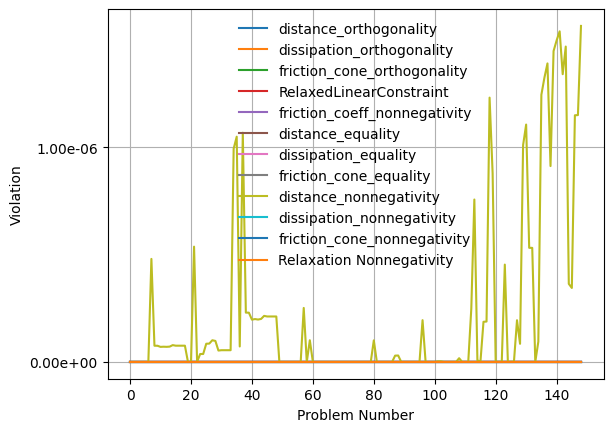 distance_orthogonality
dissipation_orthogonality
friction_cone_orthogonality
RelaxedLinearConstraint
friction_coeff_nonnegativity
distance_equality
dissipation_equality
friction_cone_equality
distance_nonnegativity
dissipation_nonnegativity
friction_cone_nonnegativity
Relaxation Nonnegativity
Violation
1.00e-06
0.00e+00
0 20 40 60 80 100 120 140
Problem Number